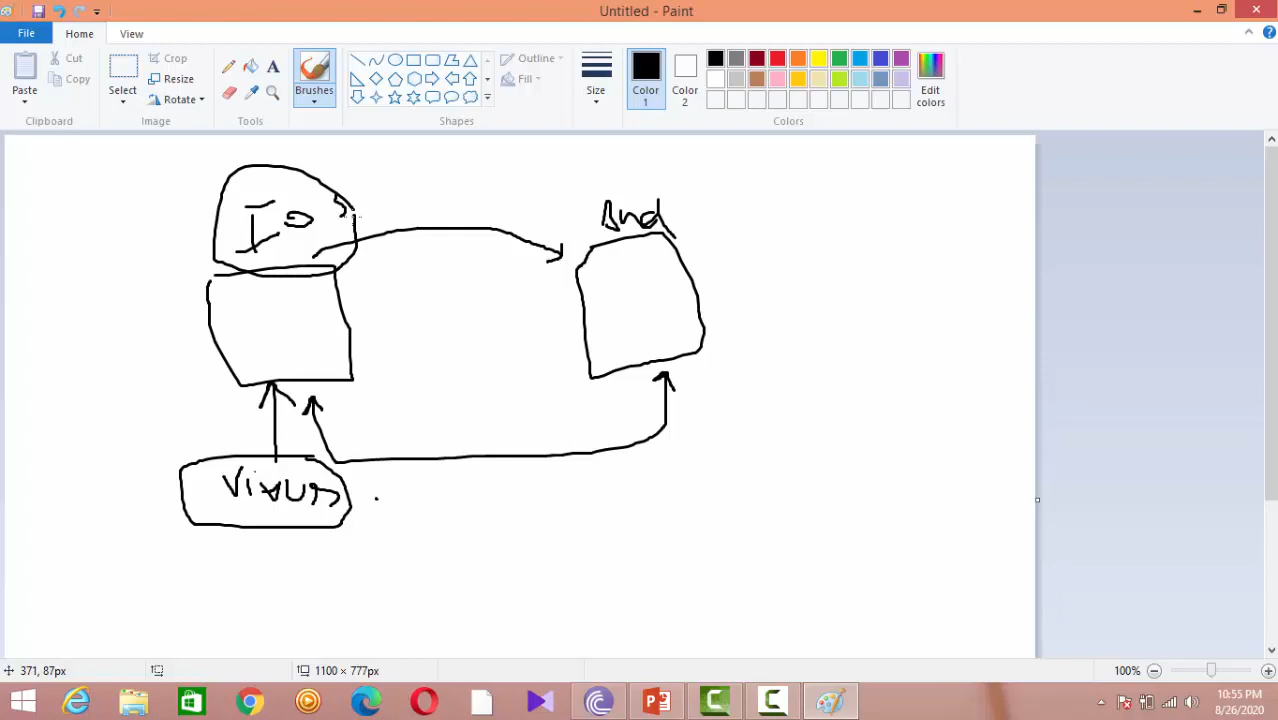 Untitled - Paint
File
Home
View
Paste
Cut
Copy
Clipboard
Select
Crop
Resize
Rotate
Image
A
Tools
Brushes
Outline
Fill
Shapes
Size
Color 1
Color 2
Edit colors
Colors
2nd
Viruss
371, 87px
1100 × 777px
100%
10:55 PM
8/26/2020